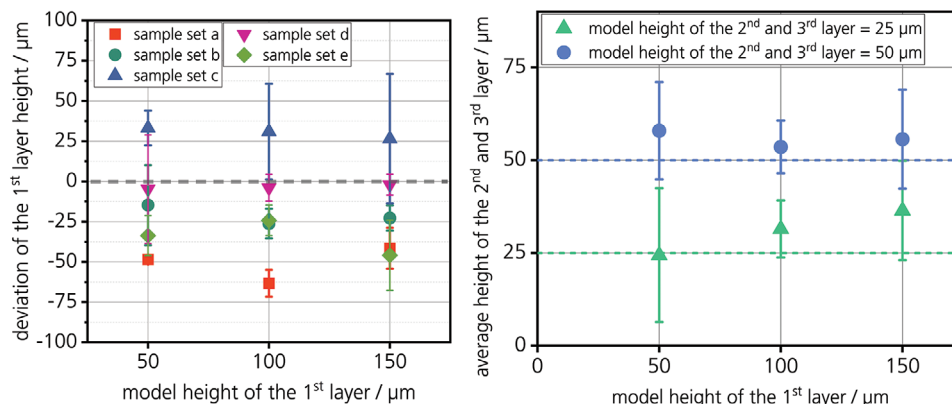 100
75
50
25
0
-25
-50
-75
-100
deviation of the 1st layer height / µm
sample set a
sample set b
sample set c
sample set d
sample set e
50
100
150
model height of the 1st layer / µm
75
50
25
0
average height of the 2nd and 3rd layer / µm
model height of the 2nd and 3rd layer = 25 µm
model height of the 2nd and 3rd layer = 50 µm
0
50
100
150
model height of the 1st layer / µm